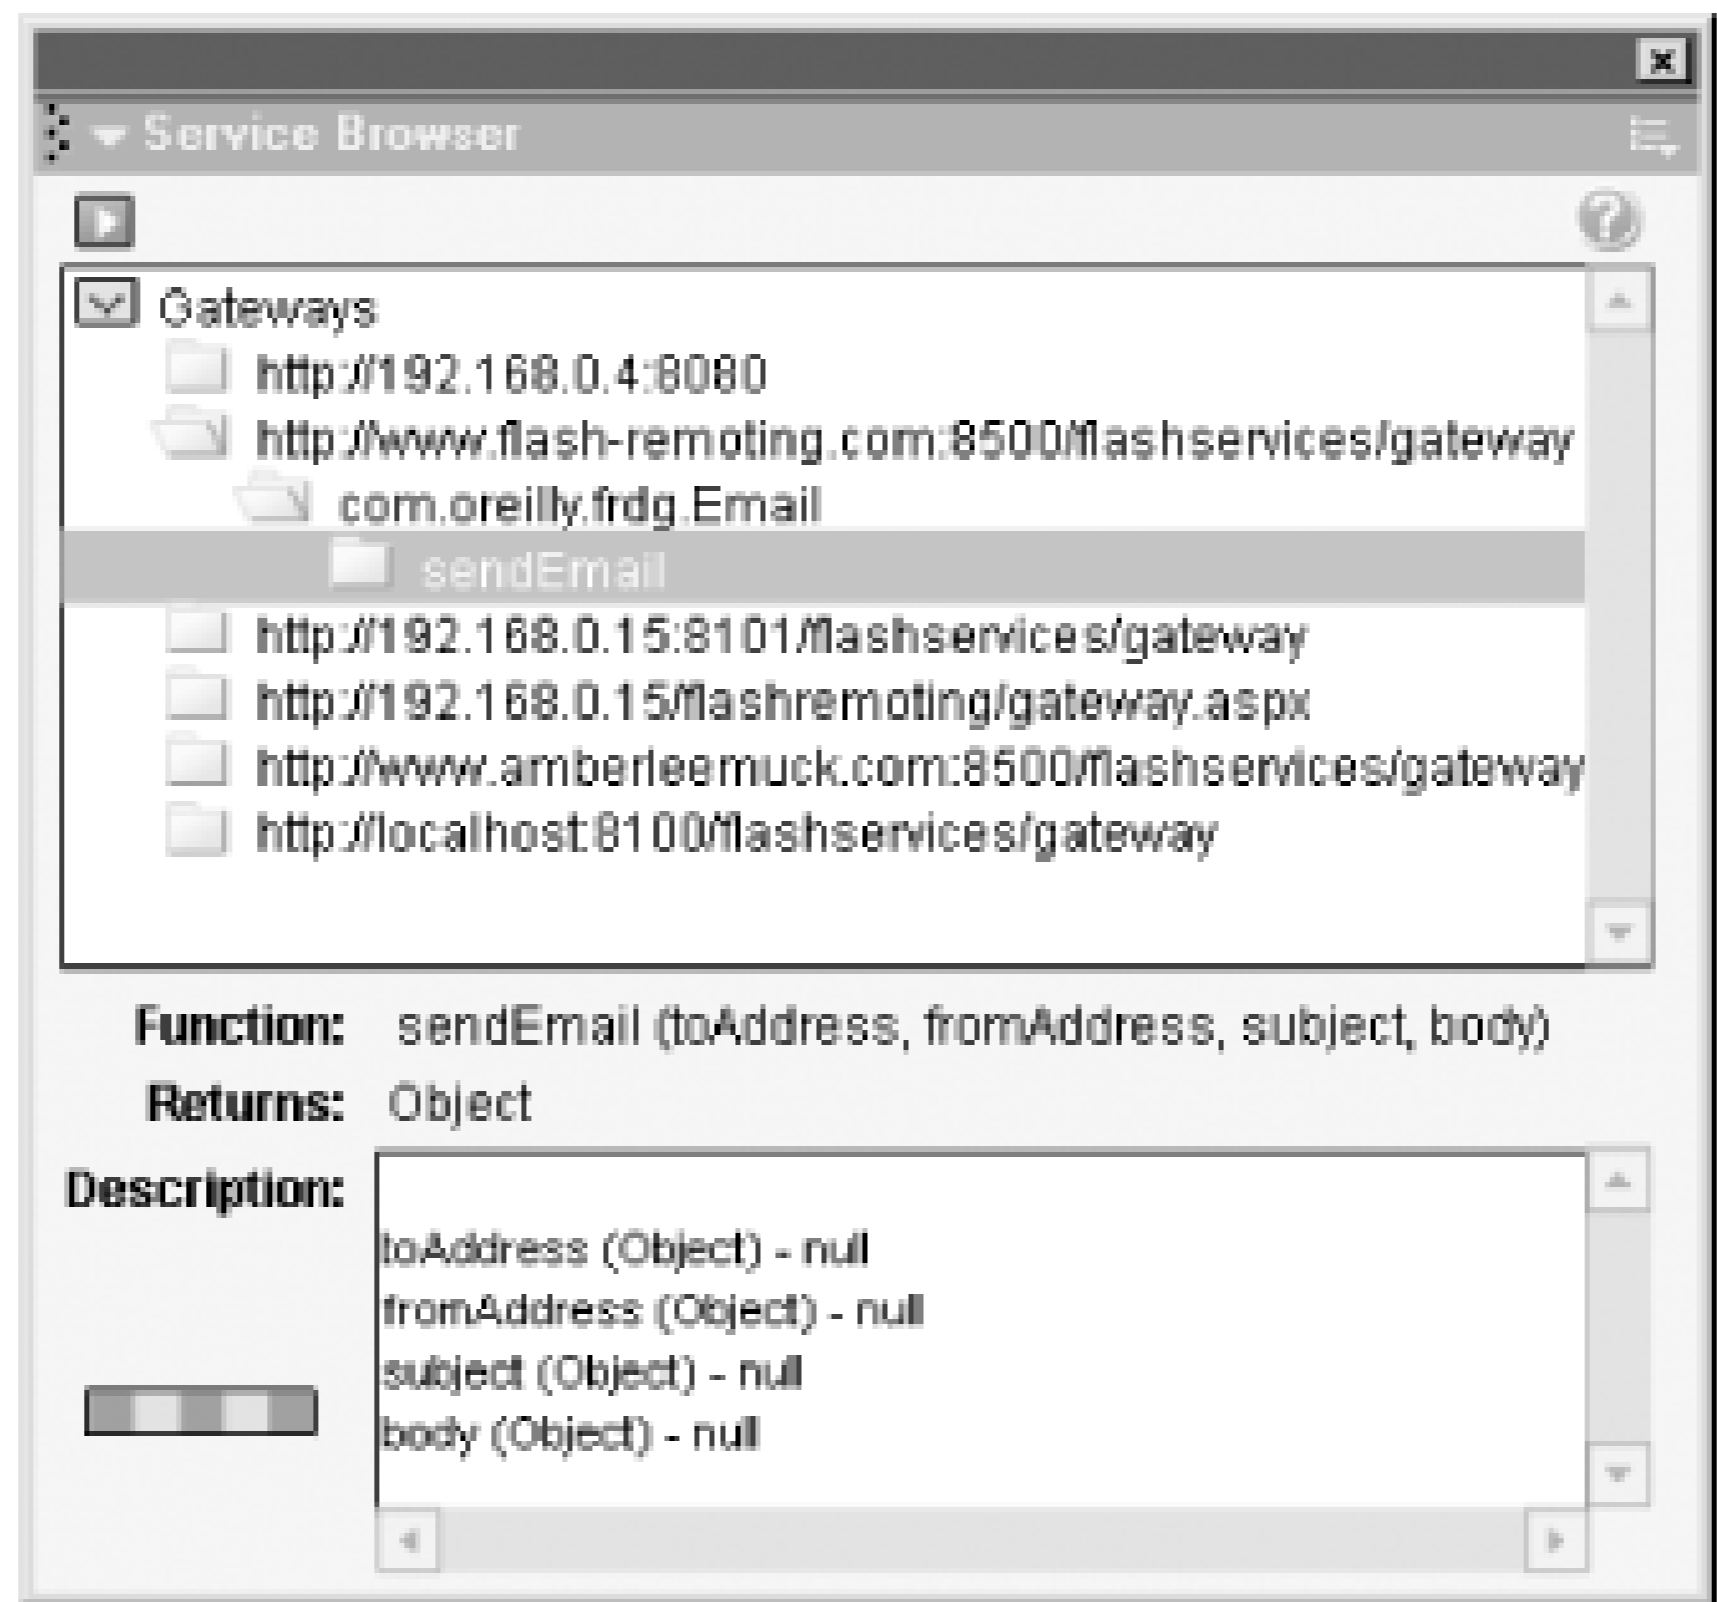 Service Browser
Gateways
http://192.168.0.4:8080
http://www.flash-remoting.com:8500/flashservices/gateway
com.oreilly.frdg.Email
sendEmail
http://192.168.0.15:8101/flashservices/gateway
http://192.168.0.15/flashremoting/gateway.aspx
http://www.amberleemuck.com:8500/flashservices/gateway
http://localhost:8100/flashservices/gateway
Function: sendEmail (toAddress, fromAddress, subject, body)
Returns: Object
Description:
toAddress (Object) - null
fromAddress (Object) - null
subject (Object) - null
body (Object) - null